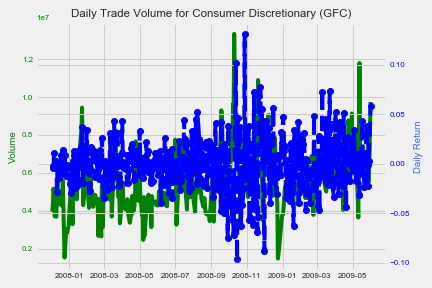 Daily Trade Volume for Consumer Discretionary (GFC)
1e7
1.2
1.0
0.8
0.6
0.4
0.2
Volume
0.10
0.05
0.00
−0.05
−0.10
Daily Return
2008-01 2008-03 2008-05 2008-07 2008-09 2008-11 2009-01 2009-03 2009-05